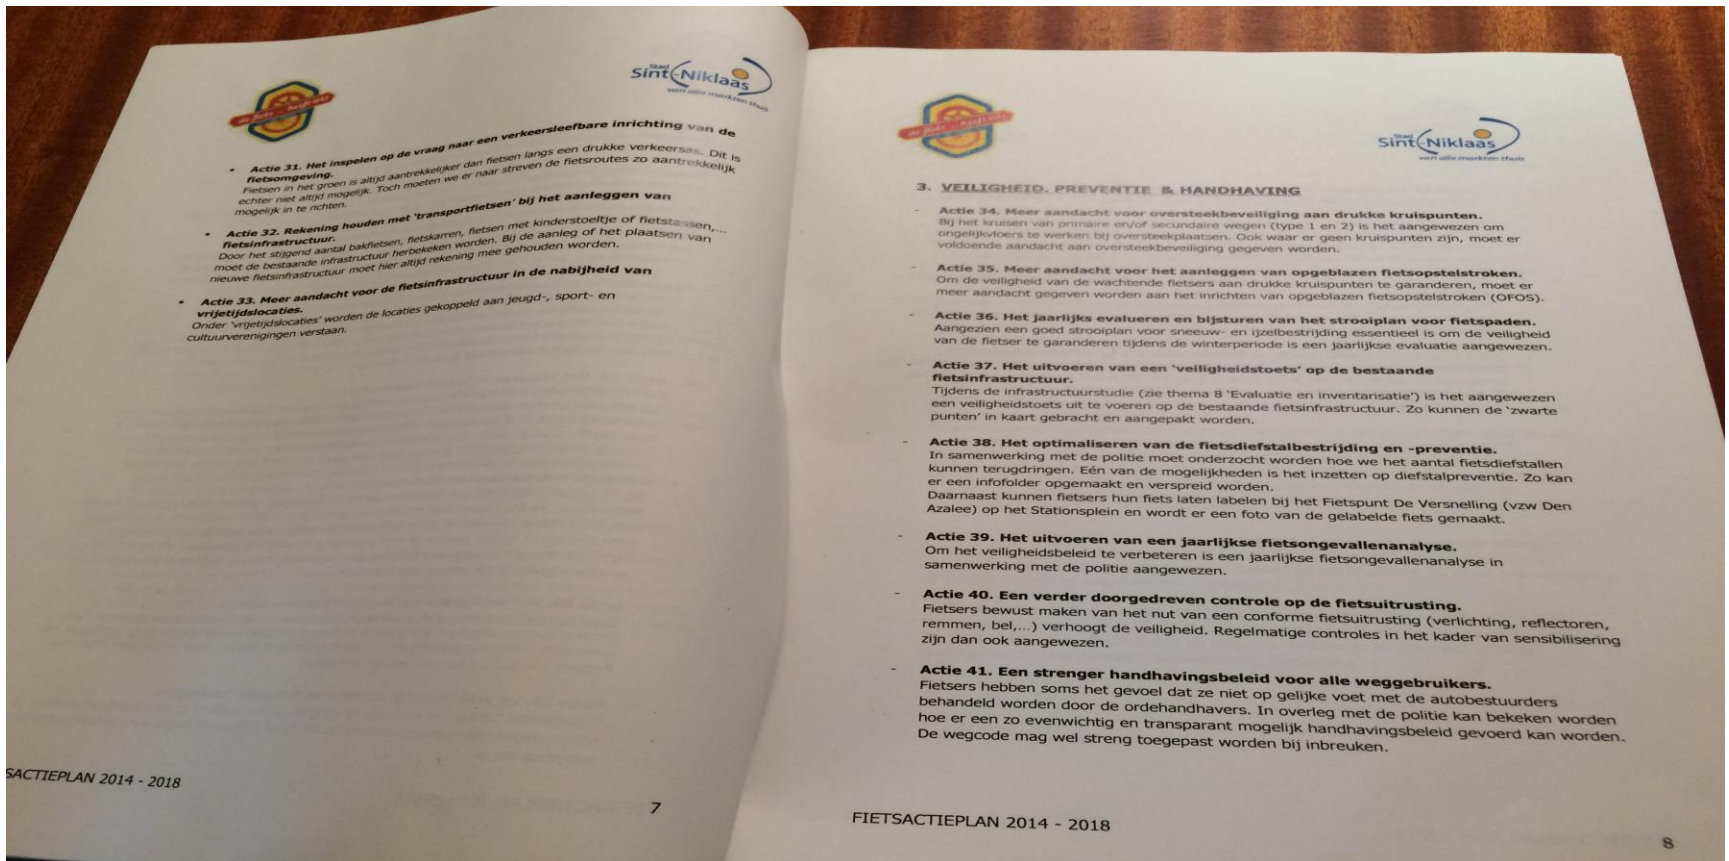 Stad
Sint-Niklaas
van alle markten thuis
de fiets - heeft iets
• Actie 31. Het inspelen op de vraag naar een verkeersleefbare inrichting van de
fietsomgeving.
Fietsen in het groen is altijd aantrekkelijker dan fietsen langs een drukke verkeersas. Dit is
echter niet altijd mogelijk. Toch moeten we er naar streven de fietsroutes zo aantrekkelijk
mogelijk in te richten.
• Actie 32. Rekening houden met 'transportfietsen' bij het aanleggen van
fietsinfrastructuur.
Door het stijgend aantal bakfietsen, fietskarren, fietsen met kinderstoeltje of fietstassen,...
moet de bestaande infrastructuur herbekeken worden. Bij de aanleg of het plaatsen van
nieuwe fietsinfrastructuur moet hier altijd rekening mee gehouden worden.
• Actie 33. Meer aandacht voor de fietsinfrastructuur in de nabijheid van
vrijetijdslocaties.
Onder 'vrijetijdslocaties' worden de locaties gekoppeld aan jeugd-, sport- en
cultuurverenigingen verstaan.
SACTIEPLAN 2014 - 2018
7
de fiets - heeft iets
Stad
Sint-Niklaas
van alle markten thuis
3. VEILIGHEID, PREVENTIE & HANDHAVING
- Actie 34. Meer aandacht voor oversteekbeveiliging aan drukke kruispunten.
Bij het kruisen van primaire en/of secundaire wegen (type 1 en 2) is het aangewezen om
ongelijkvloers te werken bij oversteekplaatsen. Ook waar er geen kruispunten zijn, moet er
voldoende aandacht aan oversteekbeveiliging gegeven worden.
- Actie 35. Meer aandacht voor het aanleggen van opgeblazen fietsopstelstroken.
Om de veiligheid van de wachtende fietsers aan drukke kruispunten te garanderen, moet er
meer aandacht gegeven worden aan het inrichten van opgeblazen fietsopstelstroken (OFOS).
- Actie 36. Het jaarlijks evalueren en bijsturen van het strooiplan voor fietspaden.
Aangezien een goed strooiplan voor sneeuw- en ijzelbestrijding essentieel is om de veiligheid
van de fietser te garanderen tijdens de winterperiode is een jaarlijkse evaluatie aangewezen.
- Actie 37. Het uitvoeren van een 'veiligheidstoets' op de bestaande
fietsinfrastructuur.
Tijdens de infrastructuurstudie (zie thema 8 'Evaluatie en inventarisatie') is het aangewezen
een veiligheidstoets uit te voeren op de bestaande fietsinfrastructuur. Zo kunnen de 'zwarte
punten' in kaart gebracht en aangepakt worden.
- Actie 38. Het optimaliseren van de fietsdiefstalbestrijding en -preventie.
In samenwerking met de politie moet onderzocht worden hoe we het aantal fietsdiefstallen
kunnen terugdringen. Eén van de mogelijkheden is het inzetten op diefstalpreventie. Zo kan
er een infofolder opgemaakt en verspreid worden.
Daarnaast kunnen fietsers hun fiets laten labelen bij het Fietspunt De Versnelling (vzw Den
Azalee) op het Stationsplein en wordt er een foto van de gelabelde fiets gemaakt.
- Actie 39. Het uitvoeren van een jaarlijkse fietsongevallenanalyse.
Om het veiligheidsbeleid te verbeteren is een jaarlijkse fietsongevallenanalyse in
samenwerking met de politie aangewezen.
- Actie 40. Een verder doorgedreven controle op de fietsuitrusting.
Fietsers bewust maken van het nut van een conforme fietsuitrusting (verlichting, reflectoren,
remmen, bel,...) verhoogt de veiligheid. Regelmatige controles in het kader van sensibilisering
zijn dan ook aangewezen.
- Actie 41. Een strenger handhavingsbeleid voor alle weggebruikers.
Fietsers hebben soms het gevoel dat ze niet op gelijke voet met de autobestuurders
behandeld worden door de ordehandhavers. In overleg met de politie kan bekeken worden
hoe er een zo evenwichtig en transparant mogelijk handhavingsbeleid gevoerd kan worden.
De wegcode mag wel streng toegepast worden bij inbreuken.
FIETSACTIEPLAN 2014 - 2018
8